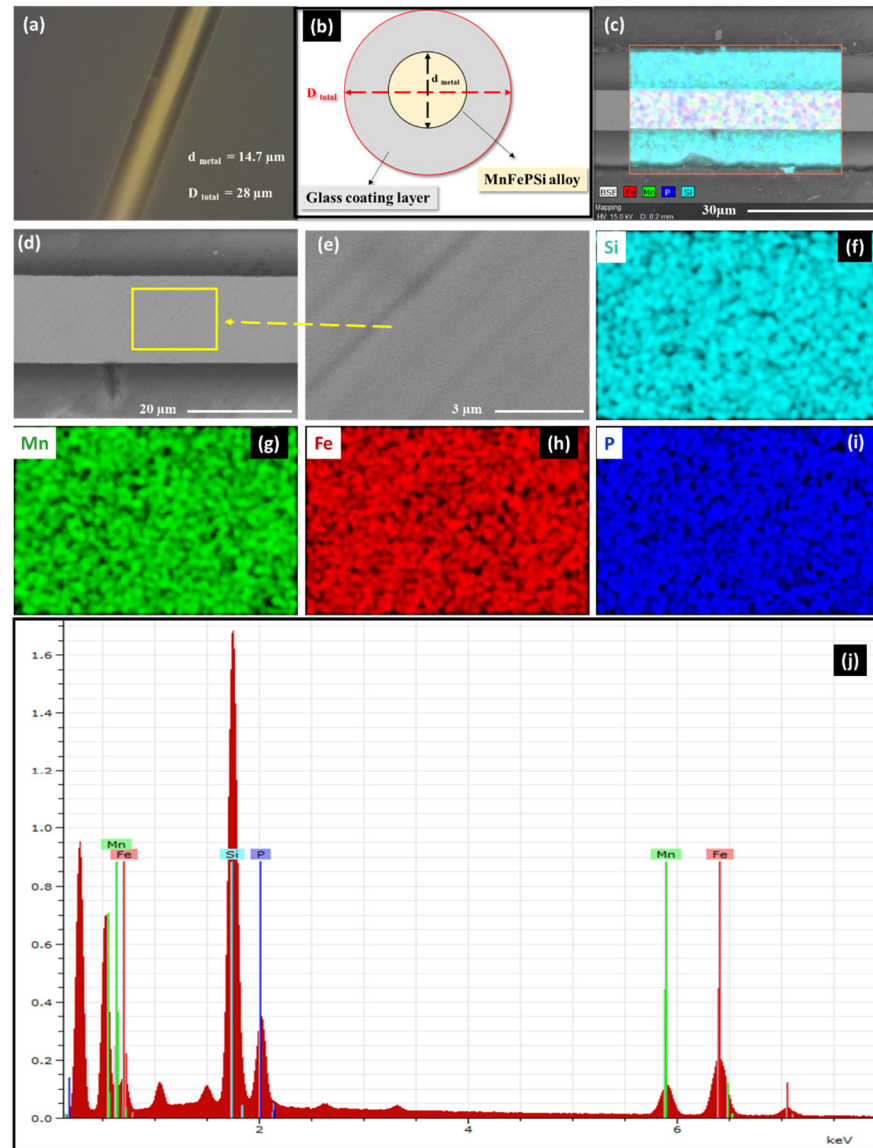 (a)
d metal = 14.7 µm
D total = 28 µm
(b)
d metal
D total
Glass coating layer
MnFePSi alloy
(c)
BSE Fe Mn P Si
Mapping
HV: 15.0 kV D: 0.2 mm
30µm
(d)
20 µm
(e)
3 µm
Si
(f)
Mn
(g)
Fe
(h)
P
(i)
(j)
1.6
1.4
1.2
1.0
0.8
0.6
0.4
0.2
0.0
Mn
Fe
Si
P
Mn
Fe
2
4
6
keV